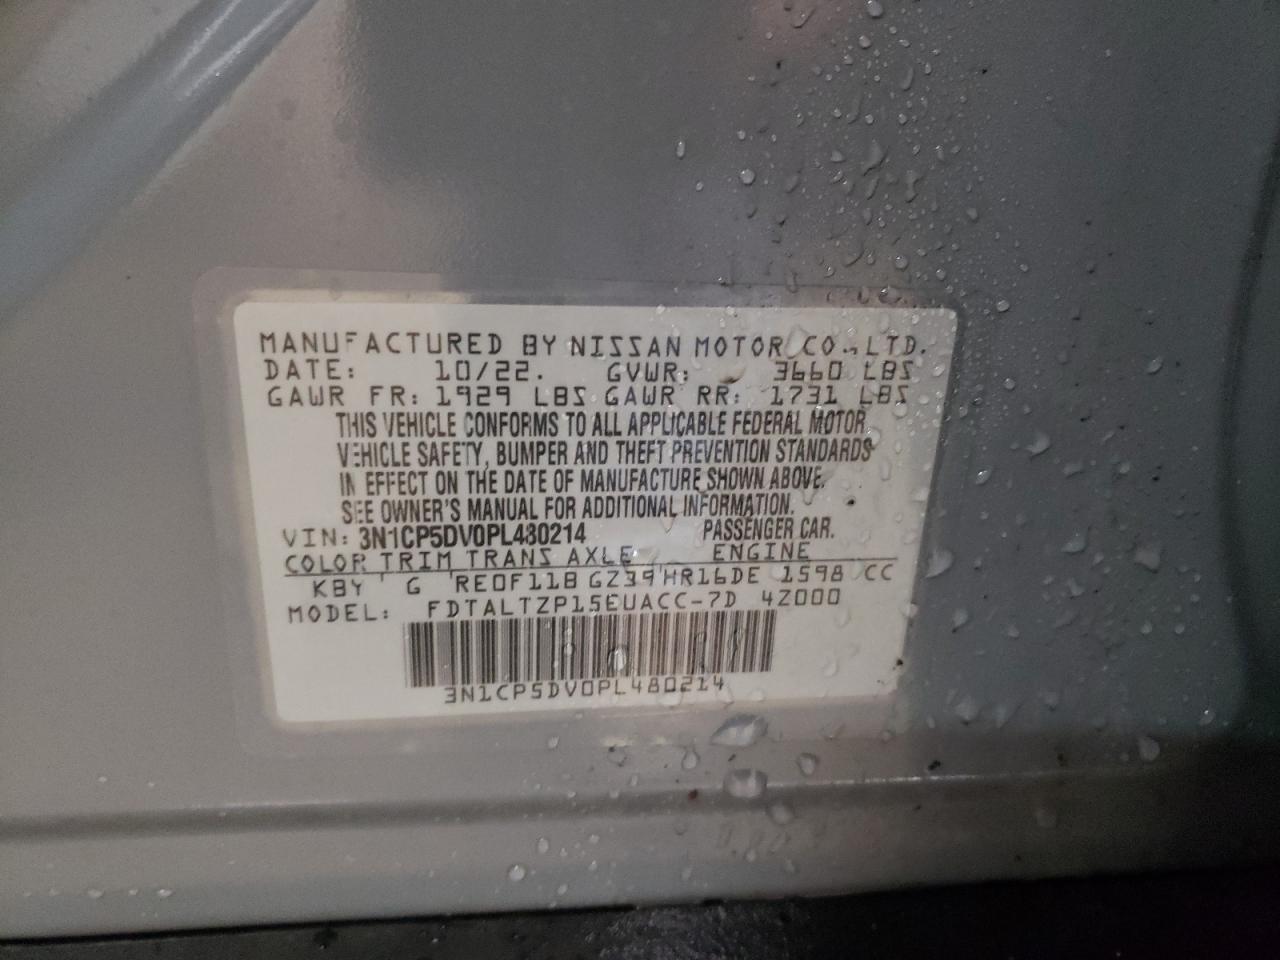 MANUFACTURED BY NISSAN MOTOR CO., LTD.
DATE: 10/22. GVWR: 3660 LBS
GAWR FR: 1929 LBS GAWR RR: 1731 LBS
THIS VEHICLE CONFORMS TO ALL APPLICABLE FEDERAL MOTOR
VEHICLE SAFETY, BUMPER AND THEFT PREVENTION STANDARDS
IN EFFECT ON THE DATE OF MANUFACTURE SHOWN ABOVE.
SEE OWNER'S MANUAL FOR ADDITIONAL INFORMATION.
VIN: 3N1CP5DV0PL480214 PASSENGER CAR.
COLOR TRIM TRANS AXLE ENGINE
KBY G RE0F11B GZ39 HR16DE 1598 CC
MODEL: FDTALTZP15EUACC-7D 4Z000
3N1CP5DV0PL480214